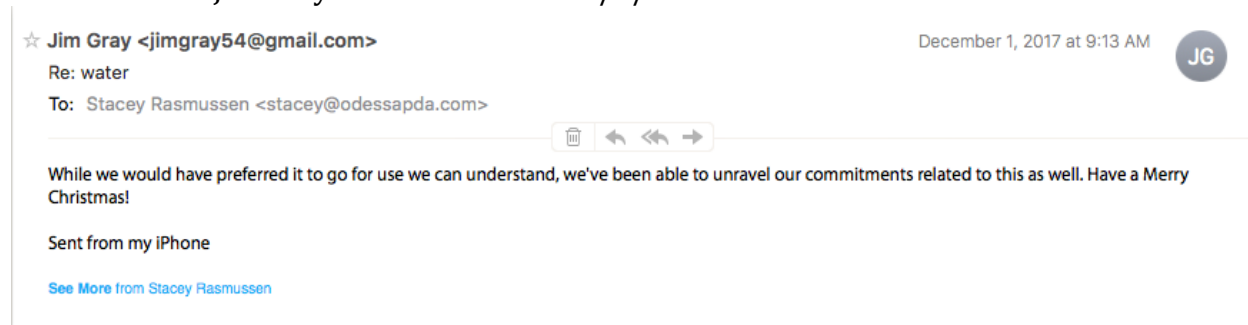 ☆ Jim Gray <jimgray54@gmail.com>
December 1, 2017 at 9:13 AM
JG
Re: water
To: Stacey Rasmussen <stacey@odessapda.com>
While we would have preferred it to go for use we can understand, we've been able to unravel our commitments related to this as well. Have a Merry
Christmas!
Sent from my iPhone
See More from Stacey Rasmussen